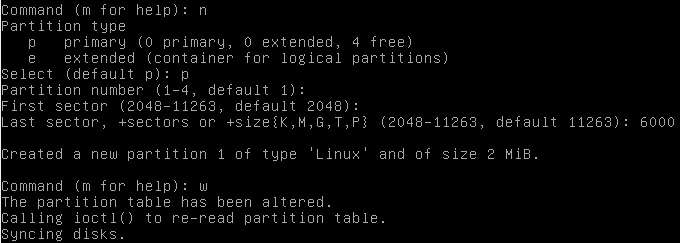 Command (m for help): n
Partition type
p primary (0 primary, 0 extended, 4 free)
e extended (container for logical partitions)
Select (default p): p
Partition number (1-4, default 1):
First sector (2048-11263, default 2048):
Last sector, +sectors or +size{K,M,G,T,P} (2048-11263, default 11263): 6000
Created a new partition 1 of type 'Linux' and of size 2 MiB.
Command (m for help): w
The partition table has been altered.
Calling ioctl() to re-read partition table.
Syncing disks.